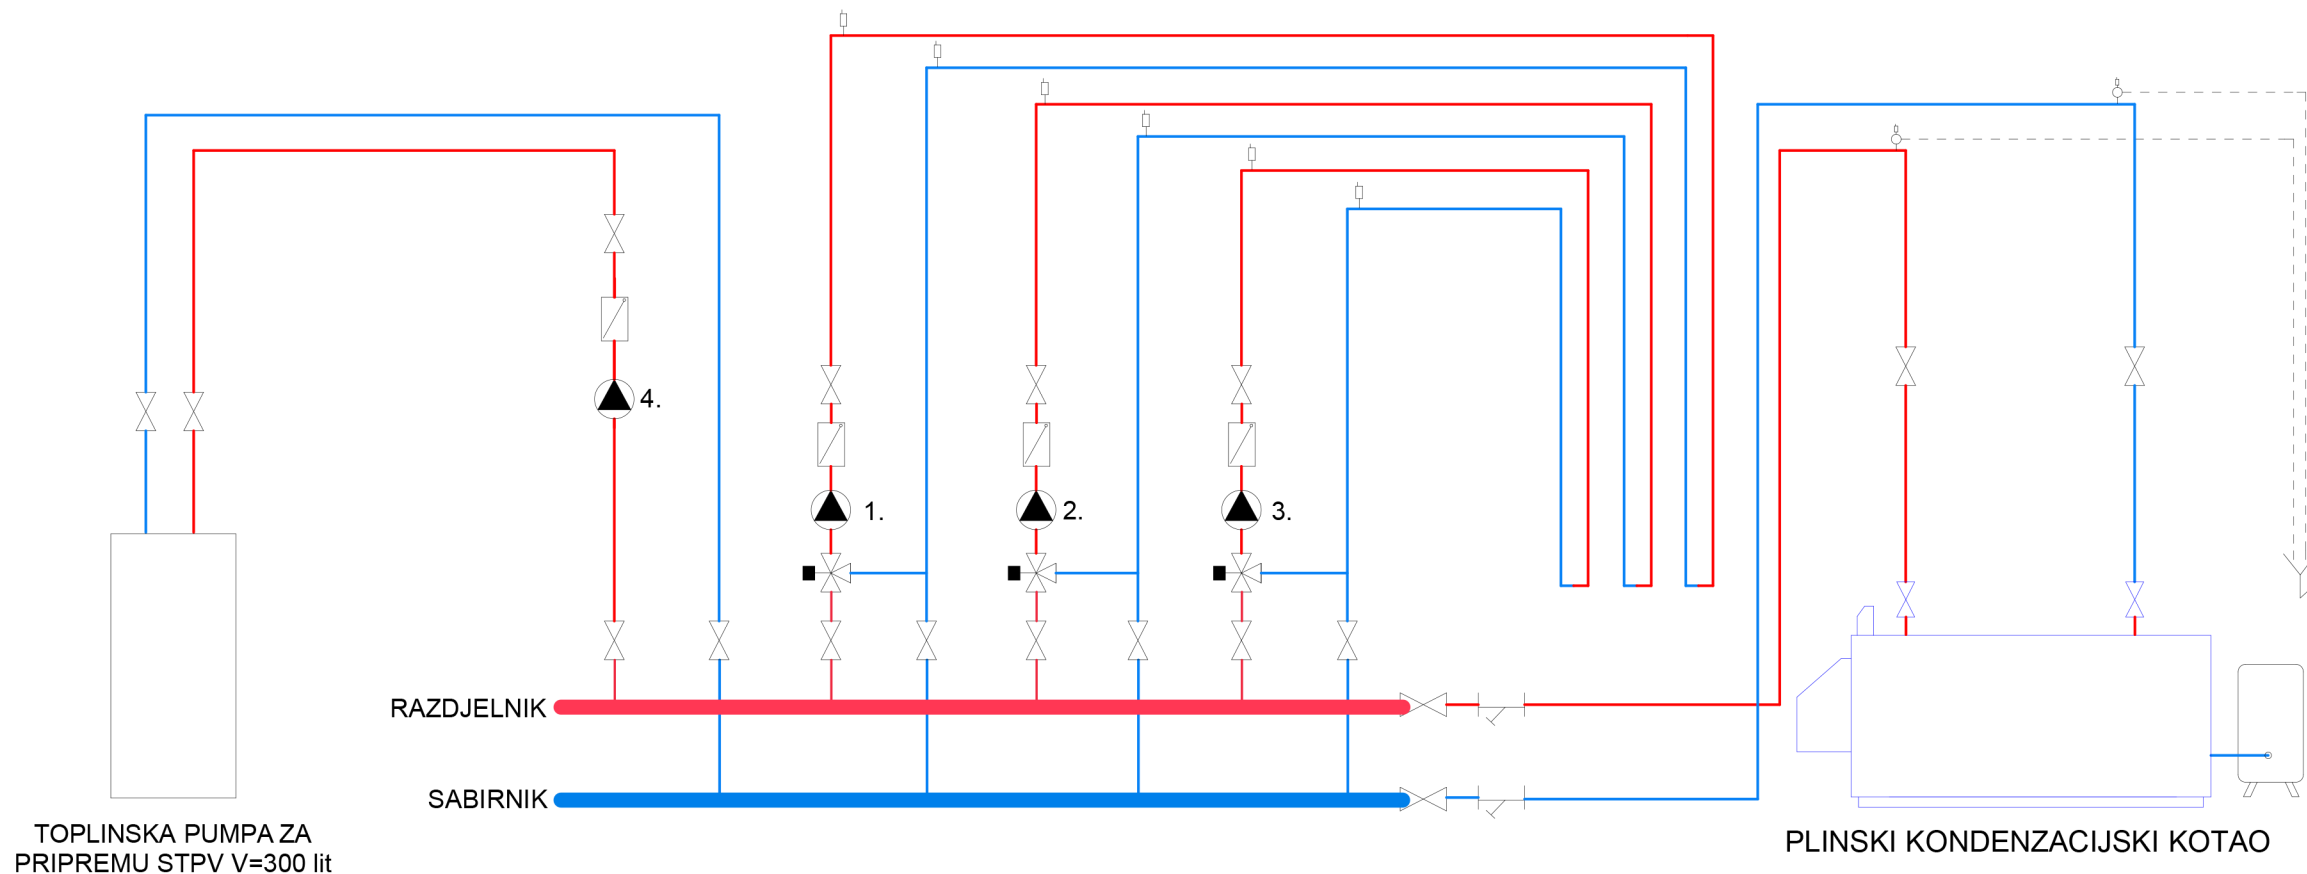 4.
1.
2.
3.
RAZDJELNIK
SABIRNIK
TOPLINSKA PUMPA ZA
PRIPREMU STPV V=300 lit
PLINSKI KONDENZACIJSKI KOTAO